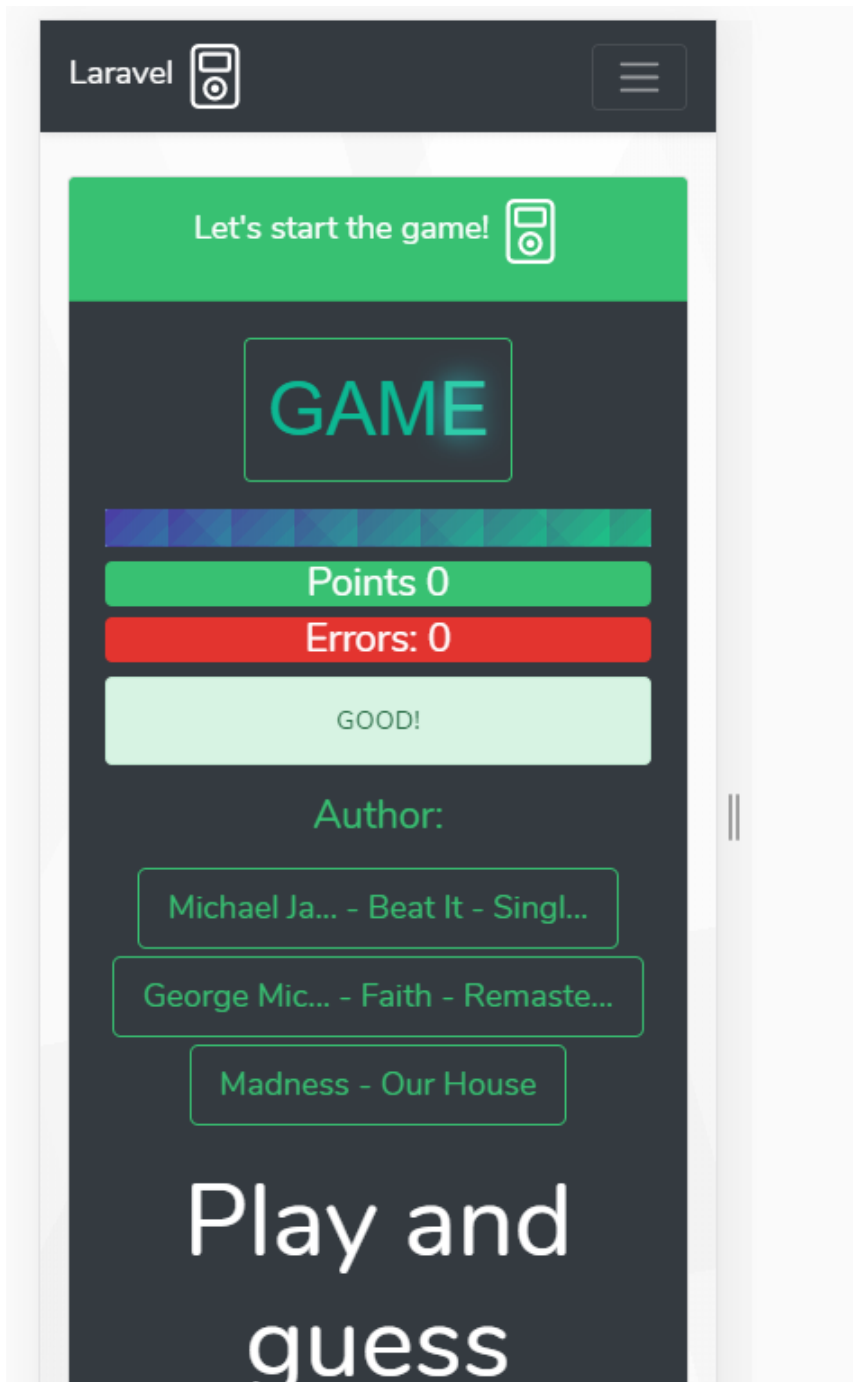 Laravel
Let's start the game!
GAME
Points 0
Errors: 0
GOOD!
Author:
Michael Ja... - Beat It - Singl...
George Mic... - Faith - Remaste...
Madness - Our House
Play and
guess